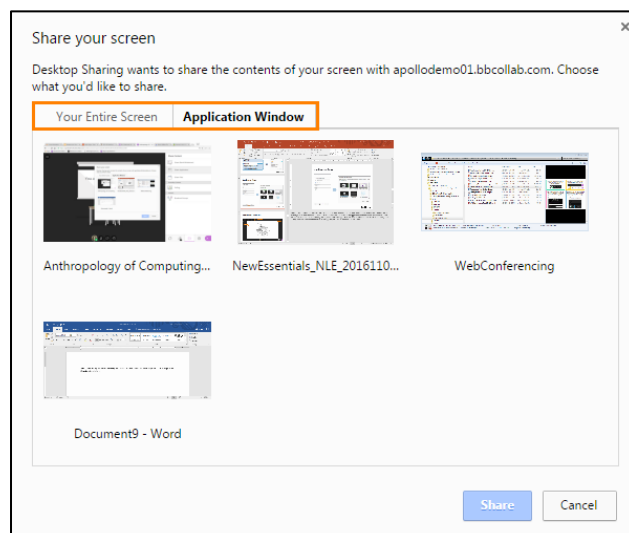 Share your screen
Desktop Sharing wants to share the contents of your screen with apollodemo01.bbcollab.com. Choose
what you'd like to share.
Your Entire Screen Application Window
Anthropology of Computing... NewEssentials_NLE_2016110... WebConferencing
Document9 - Word
Share Cancel